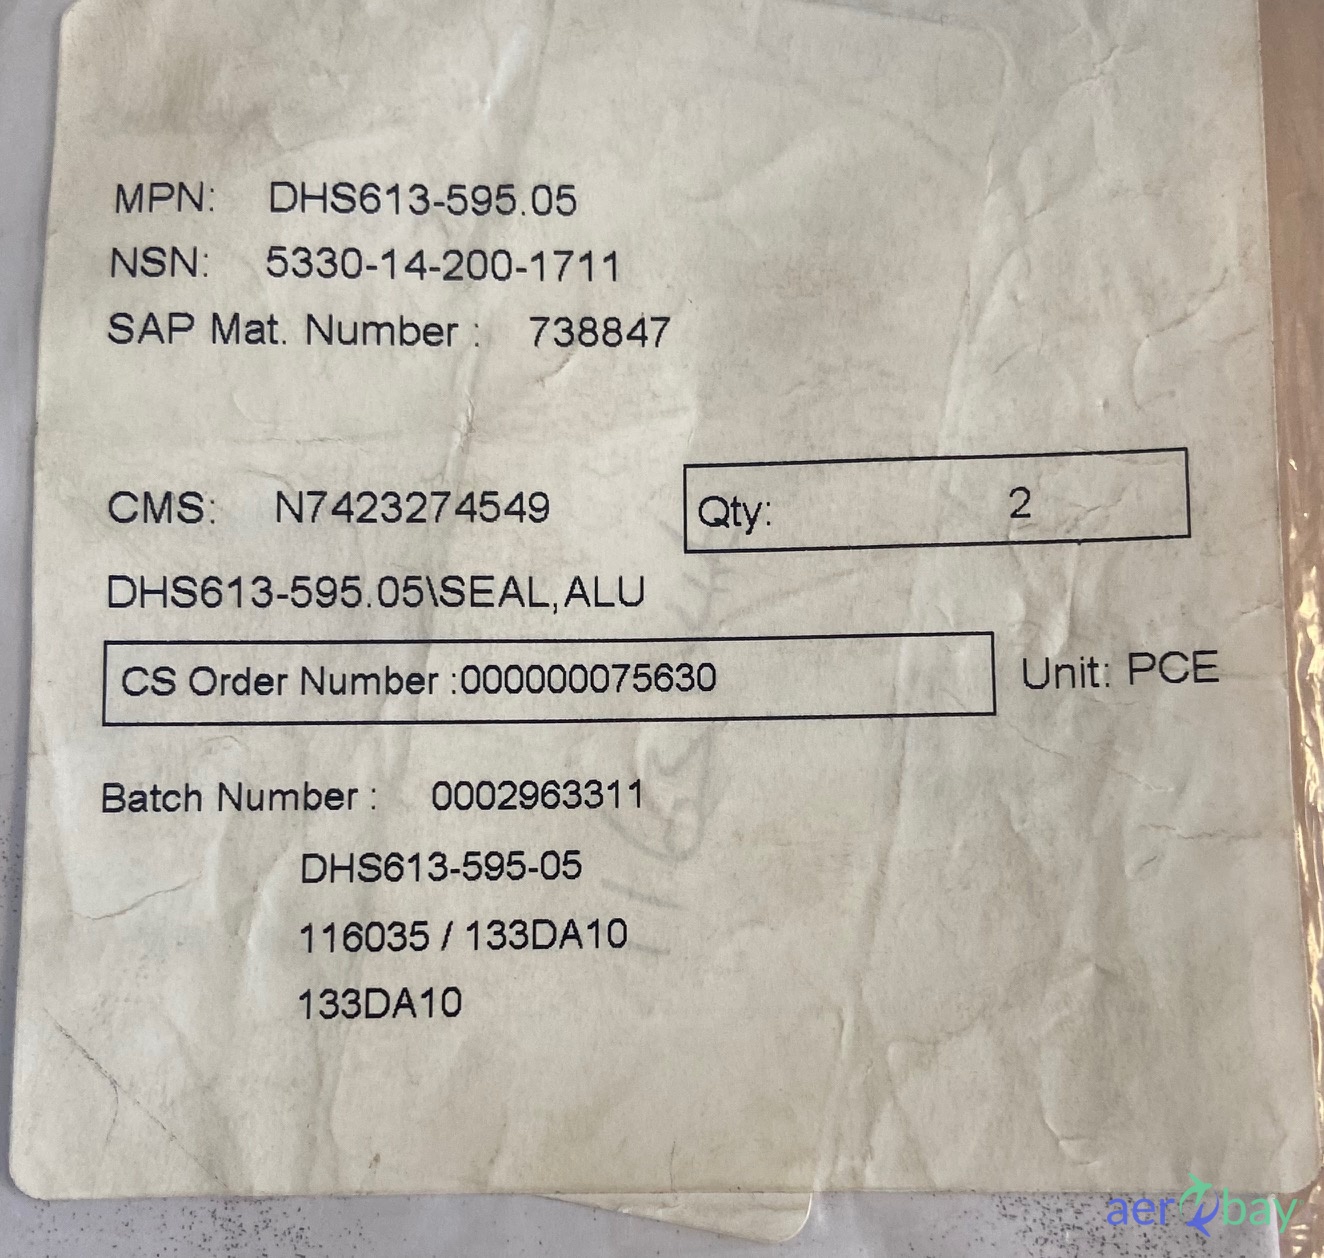 MPN: DHS613-595.05
NSN: 5330-14-200-1711
SAP Mat. Number : 738847
CMS: N7423274549
Qty: 2
DHS613-595.05\SEAL,ALU
CS Order Number :000000075630
Unit: PCE
Batch Number : 0002963311
DHS613-595-05
116035 / 133DA10
133DA10
aerobay